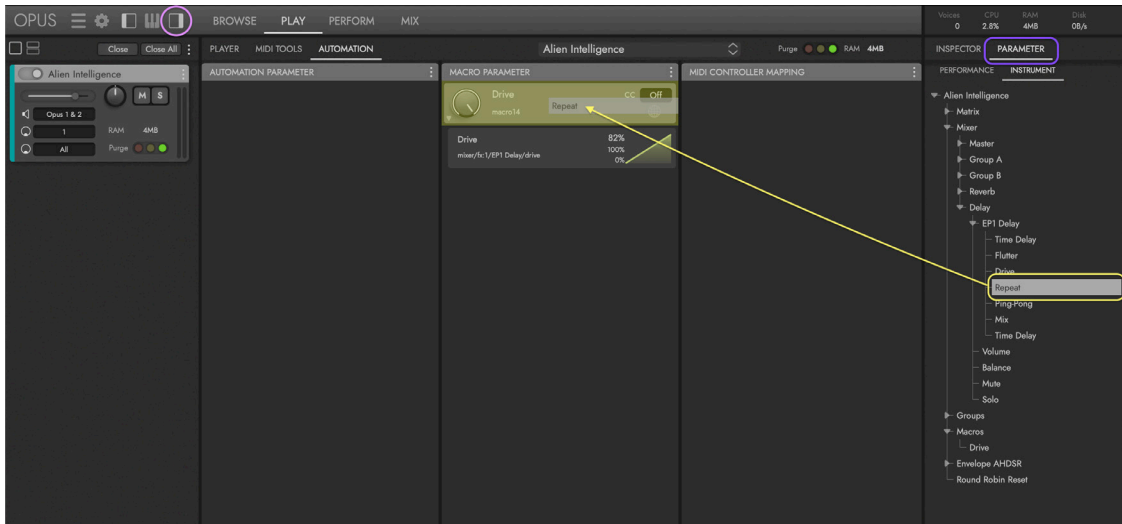 OPUS
BROWSE PLAY PERFORM MIX
Voices CPU RAM Disk
0 2.8% 4MB 0B/s
Close Close All
PLAYER MIDI TOOLS AUTOMATION
Alien Intelligence
Purge RAM 4MB
INSPECTOR PARAMETER
Alien Intelligence
M S
Opus 1 & 2
1 RAM 4MB
All Purge
AUTOMATION PARAMETER
MACRO PARAMETER
Drive CC Off
macro14
Repeat
Drive 82%
mixer/fx:1/EP1 Delay/drive 100%
0%
MIDI CONTROLLER MAPPING
PERFORMANCE INSTRUMENT
Alien Intelligence
Matrix
Mixer
Master
Group A
Group B
Reverb
Delay
EP1 Delay
Time Delay
Flutter
Drive
Repeat
Ping-Pong
Mix
Time Delay
Volume
Balance
Mute
Solo
Groups
Macros
Drive
Envelope AHDSR
Round Robin Reset